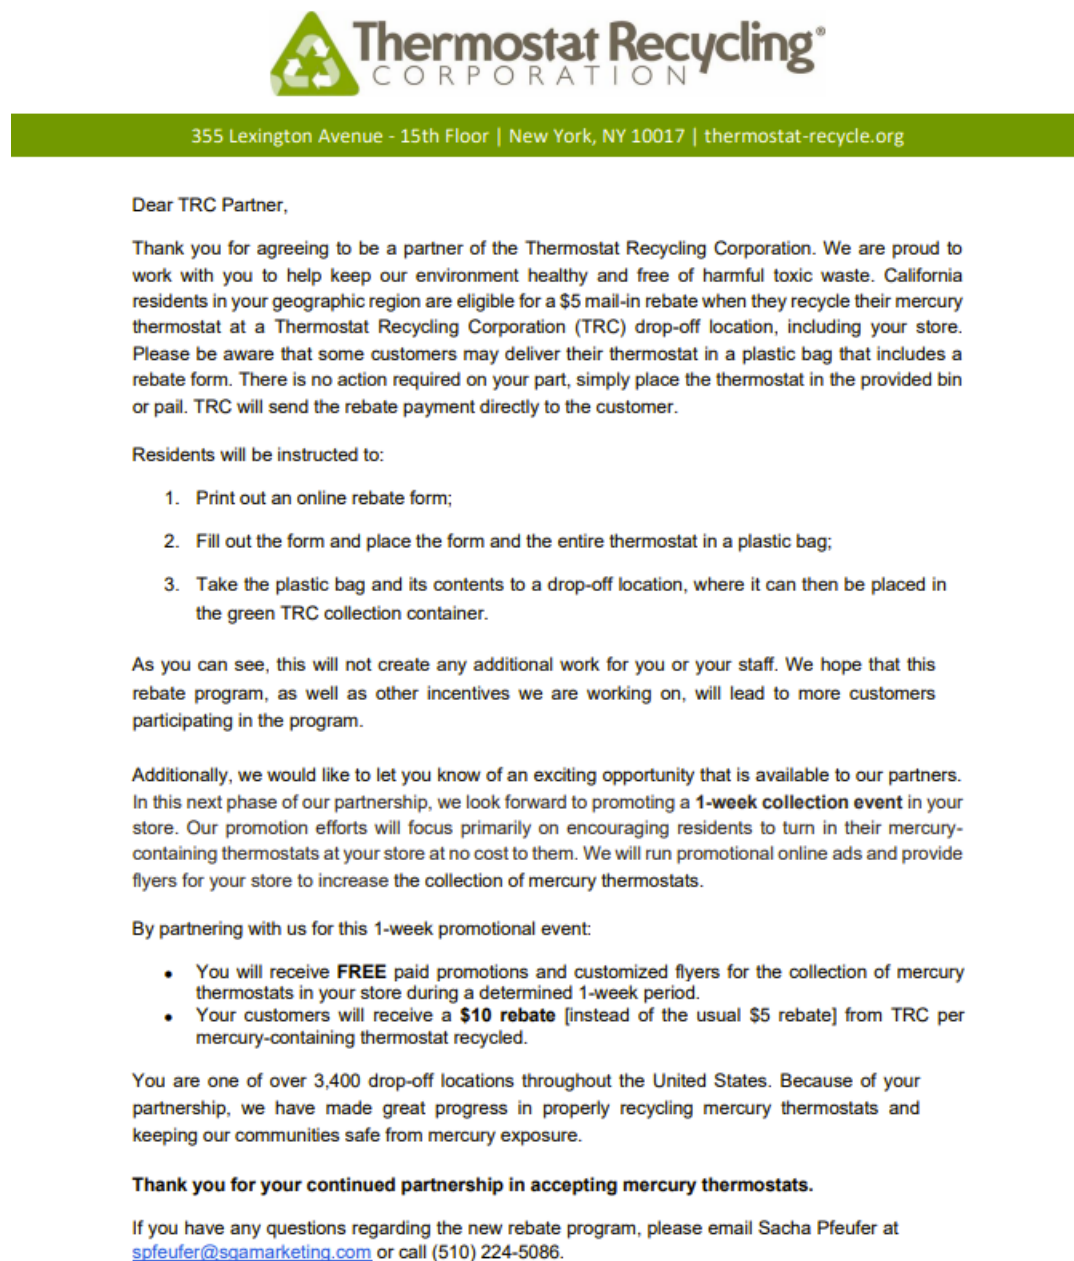 Thermostat Recycling®
CORPORATION
355 Lexington Avenue - 15th Floor | New York, NY 10017 | thermostat-recycle.org
Dear TRC Partner,
Thank you for agreeing to be a partner of the Thermostat Recycling Corporation. We are proud to
work with you to help keep our environment healthy and free of harmful toxic waste. California
residents in your geographic region are eligible for a $5 mail-in rebate when they recycle their mercury
thermostat at a Thermostat Recycling Corporation (TRC) drop-off location, including your store.
Please be aware that some customers may deliver their thermostat in a plastic bag that includes a
rebate form. There is no action required on your part, simply place the thermostat in the provided bin
or pail. TRC will send the rebate payment directly to the customer.
Residents will be instructed to:
1. Print out an online rebate form;
2. Fill out the form and place the form and the entire thermostat in a plastic bag;
3. Take the plastic bag and its contents to a drop-off location, where it can then be placed in
the green TRC collection container.
As you can see, this will not create any additional work for you or your staff. We hope that this
rebate program, as well as other incentives we are working on, will lead to more customers
participating in the program.
Additionally, we would like to let you know of an exciting opportunity that is available to our partners.
In this next phase of our partnership, we look forward to promoting a 1-week collection event in your
store. Our promotion efforts will focus primarily on encouraging residents to turn in their mercury-
containing thermostats at your store at no cost to them. We will run promotional online ads and provide
flyers for your store to increase the collection of mercury thermostats.
By partnering with us for this 1-week promotional event:
• You will receive FREE paid promotions and customized flyers for the collection of mercury
thermostats in your store during a determined 1-week period.
• Your customers will receive a $10 rebate [instead of the usual $5 rebate] from TRC per
mercury-containing thermostat recycled.
You are one of over 3,400 drop-off locations throughout the United States. Because of your
partnership, we have made great progress in properly recycling mercury thermostats and
keeping our communities safe from mercury exposure.
Thank you for your continued partnership in accepting mercury thermostats.
If you have any questions regarding the new rebate program, please email Sacha Pfeufer at
spfeufer@sgamarketing.com or call (510) 224-5086.